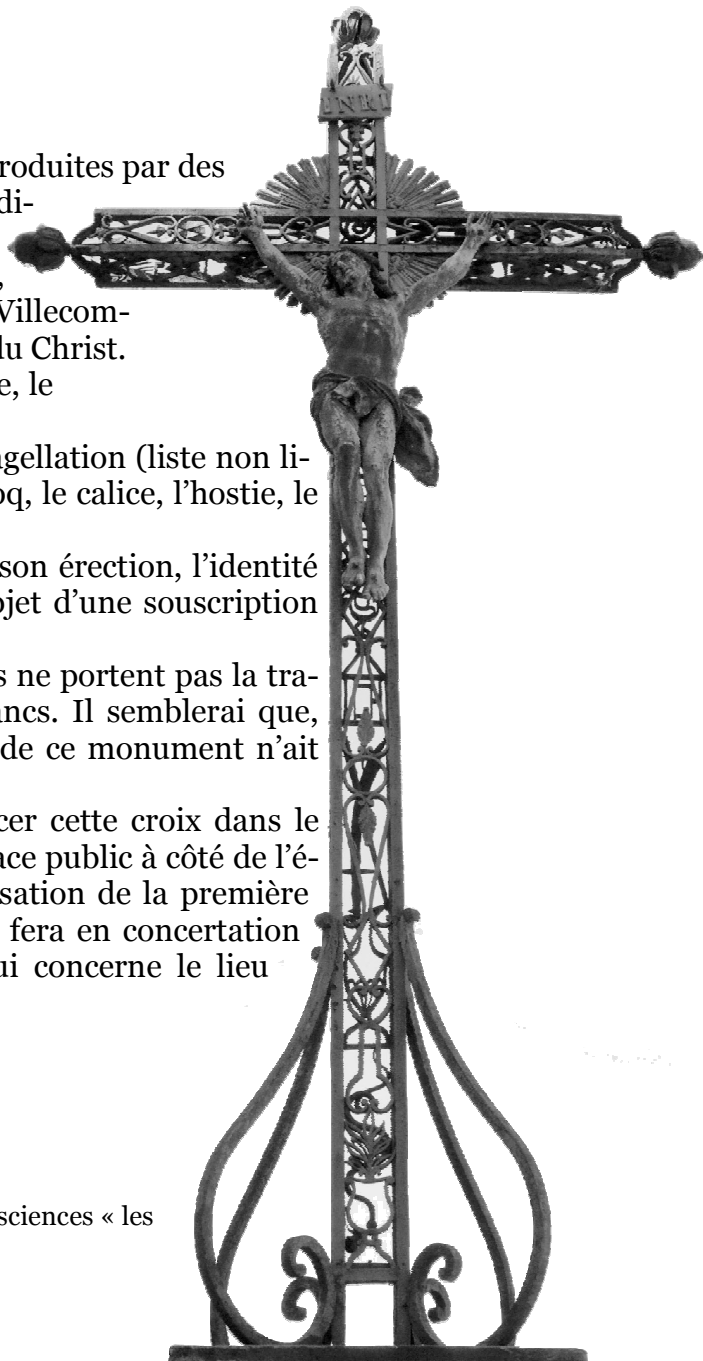 INRI
roduites par des
di-
,
Villecom-
du Christ.
e, le
agellation (liste non li-
oq, le calice, l’hostie, le
son érection, l’identité
ojet d’une souscription
s ne portent pas la tra-
ancs. Il semblerai que,
de ce monument n’ait
cer cette croix dans le
ace public à côté de l’é-
sation de la première
fera en concertation
ui concerne le lieu
sciences « les